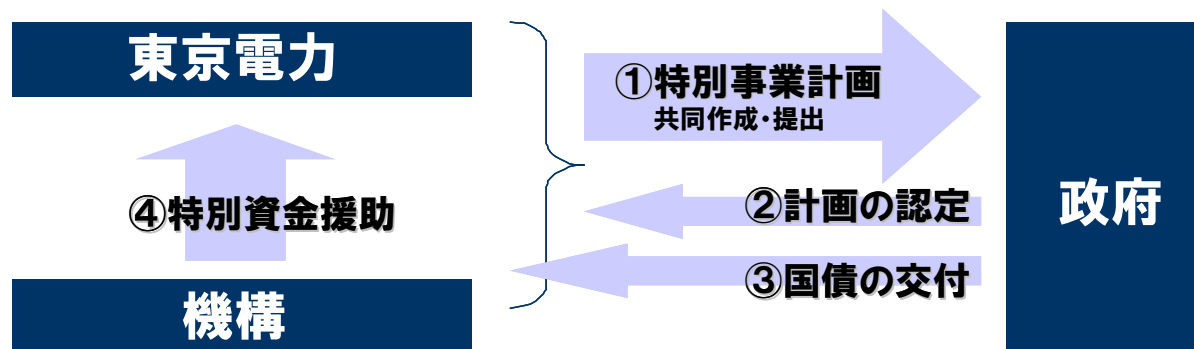 東京電力
①特別事業計画
共同作成・提出
④特別資金援助
②計画の認定
政府
③国債の交付
機構